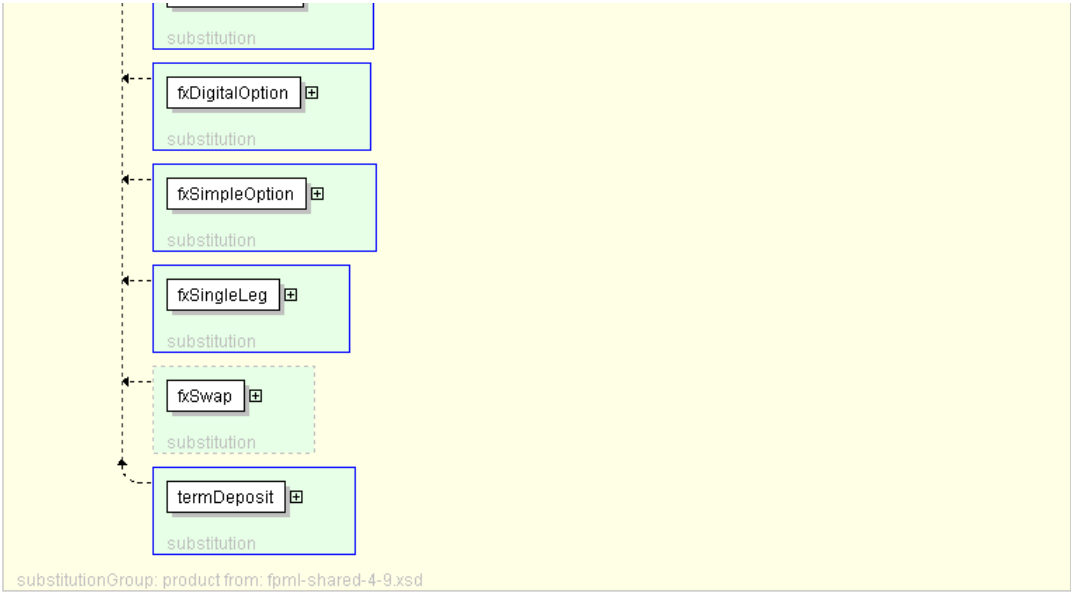 substitution
fxDigitalOption
substitution
fxSimpleOption
substitution
fxSingleLeg
substitution
fxSwap
substitution
termDeposit
substitution
substitutionGroup: product from: fpml-shared-4-9.xsd